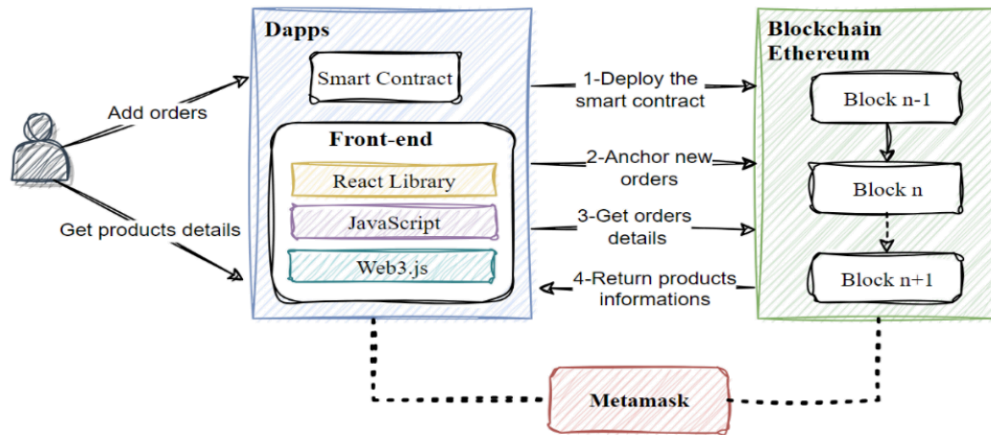 Dapps
Smart Contract
Add orders
Front-end
React Library
JavaScript
Web3.js
Get products details
1-Deploy the
smart contract
2-Anchor new
orders
3-Get orders
details
4-Return products
informations
Blockchain
Ethereum
Block n-1
Block n
Block n+1
Metamask